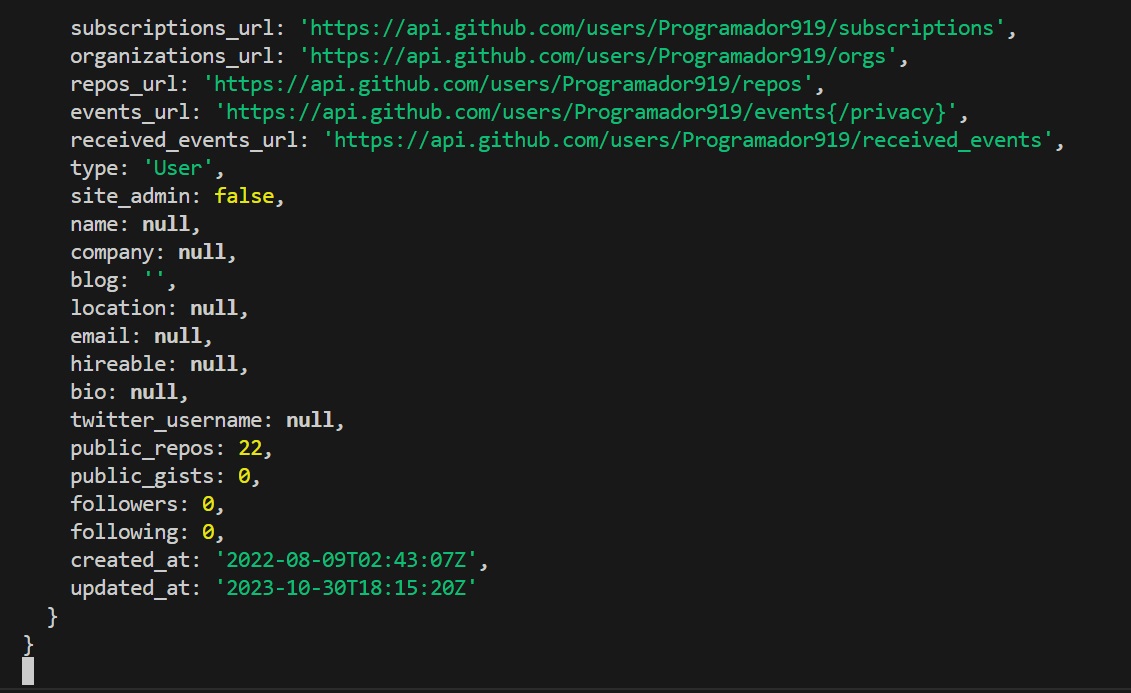 subscriptions_url: 'https://api.github.com/users/Programador919/subscriptions',
organizations_url: 'https://api.github.com/users/Programador919/orgs',
repos_url: 'https://api.github.com/users/Programador919/repos',
events_url: 'https://api.github.com/users/Programador919/events{/privacy}',
received_events_url: 'https://api.github.com/users/Programador919/received_events',
type: 'User',
site_admin: false,
name: null,
company: null,
blog: '',
location: null,
email: null,
hireable: null,
bio: null,
twitter_username: null,
public_repos: 22,
public_gists: 0,
followers: 0,
following: 0,
created_at: '2022-08-09T02:43:07Z',
updated_at: '2023-10-30T18:15:20Z'
}
}